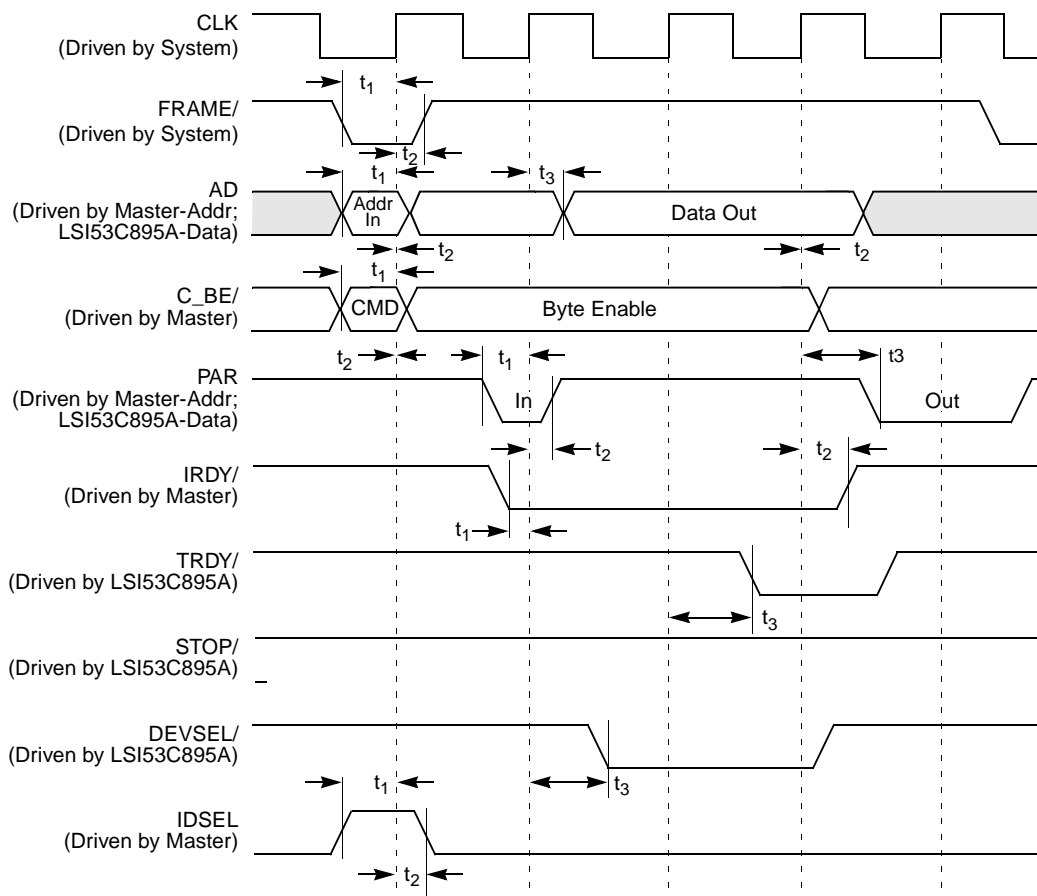 CLK
(Driven by System)
t1
FRAME/
(Driven by System)
t2
t1
t3
AD
(Driven by Master-Addr;
LSI53C895A-Data)
Addr
In
Data Out
t2
t2
t1
C_BE/
(Driven by Master)
CMD
Byte Enable
t2
t1
t3
PAR
(Driven by Master-Addr;
LSI53C895A-Data)
In
Out
t2
t2
IRDY/
(Driven by Master)
t1
TRDY/
(Driven by LSI53C895A)
t3
STOP/
(Driven by LSI53C895A)
DEVSEL/
(Driven by LSI53C895A)
t1
t3
IDSEL
(Driven by Master)
t2